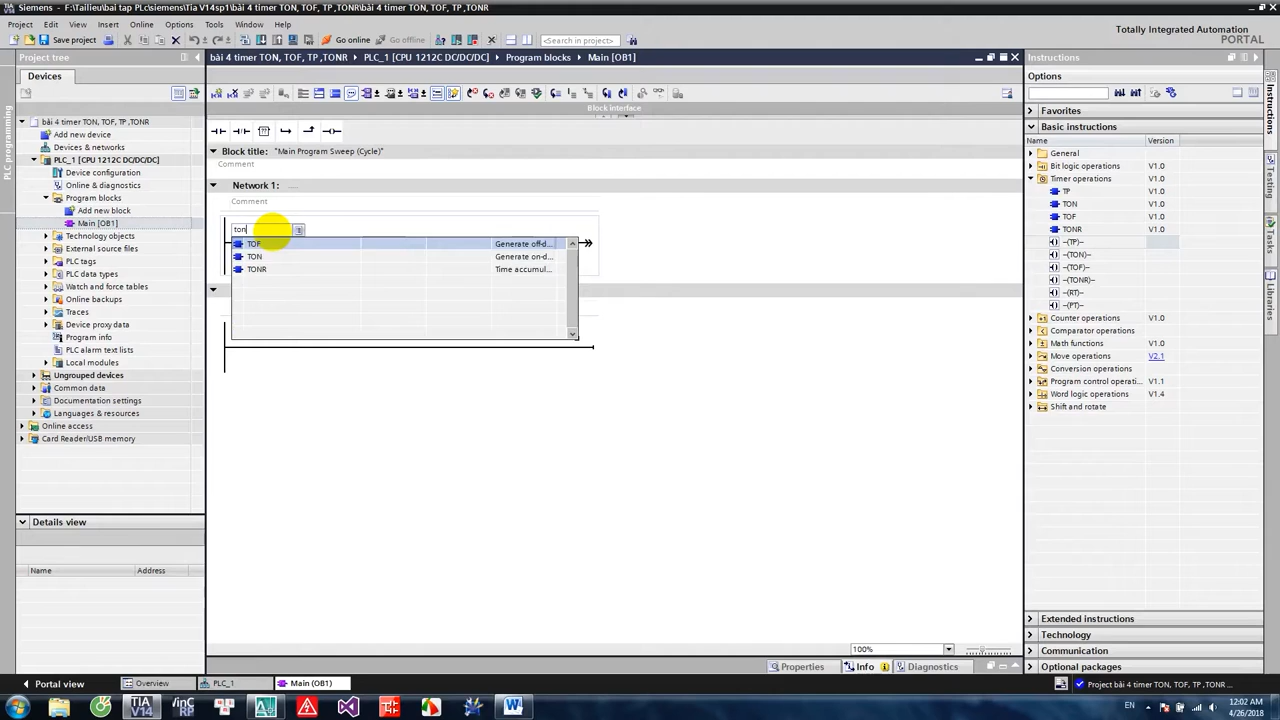 Siemens - F:\Tailieu\bai tap PLC\siemens\Tia V14sp1\bài 4 timer TON, TOF, TP ,TONR\bài 4 timer TON, TOF, TP ,TONR
Project Edit View Insert Online Options Tools Window Help
Totally Integrated Automation
PORTAL
Save project
Go online
Go offline
<Search in project>
Project tree
bài 4 timer TON, TOF, TP ,TONR
PLC_1 [CPU 1212C DC/DC/DC]
Program blocks
Main [OB1]
Instructions
Devices
Options
Block interface
bài 4 timer TON, TOF, TP ,TONR
Add new device
Devices & networks
PLC_1 [CPU 1212C DC/DC/DC]
Device configuration
Online & diagnostics
Program blocks
Add new block
Main [OB1]
Technology objects
External source files
PLC tags
PLC data types
Watch and force tables
Online backups
Traces
Device proxy data
Program info
PLC alarm text lists
Local modules
Ungrouped devices
Common data
Documentation settings
Languages & resources
Online access
Card Reader/USB memory
Details view
Name Address
Block title: "Main Program Sweep (Cycle)"
Comment
Network 1:
Comment
ton
TOF Generate off-d...
TON Generate on-d...
TONR Time accumul...
100%
Properties
Info
Diagnostics
Favorites
Basic instructions
Name Version
General
Bit logic operations V1.0
Timer operations V1.0
TP V1.0
TON V1.0
TOF V1.0
TONR V1.0
-(TP)-
-(TON)-
-(TOF)-
-(TONR)-
-(RT)-
-(PT)-
Counter operations V1.0
Comparator operations
Math functions V1.0
Move operations V2.1
Conversion operations
Program control operati... V1.1
Word logic operations V1.4
Shift and rotate
Extended instructions
Technology
Communication
Optional packages
PLC programming
Instructions
Testing
Tasks
Libraries
Portal view
Overview
PLC_1
Main (OB1)
Project bài 4 timer TON, TOF, TP ,TONR ...
TIA
V14
EN
12:02 AM
4/26/2018